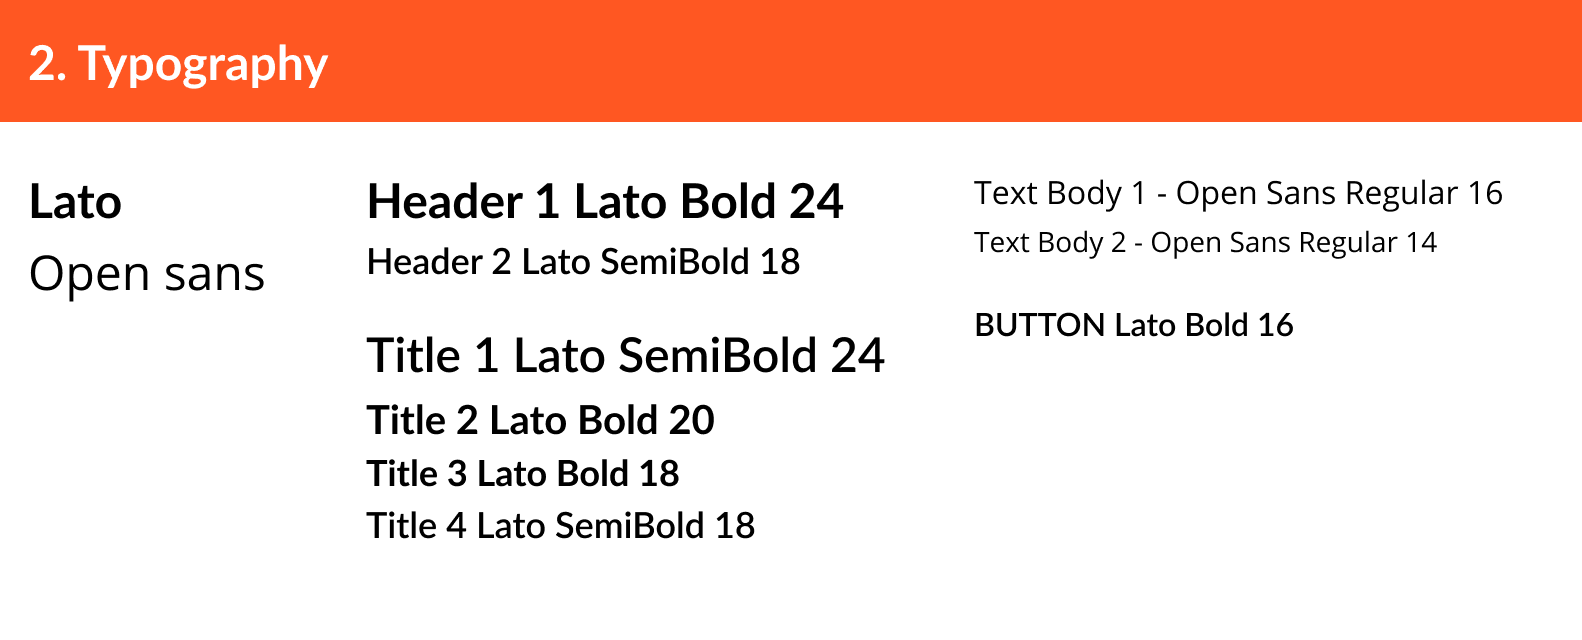 2. Typography
Lato
Open sans
Header 1 Lato Bold 24
Header 2 Lato SemiBold 18
Title 1 Lato SemiBold 24
Title 2 Lato Bold 20
Title 3 Lato Bold 18
Title 4 Lato SemiBold 18
Text Body 1 - Open Sans Regular 16
Text Body 2 - Open Sans Regular 14
BUTTON Lato Bold 16